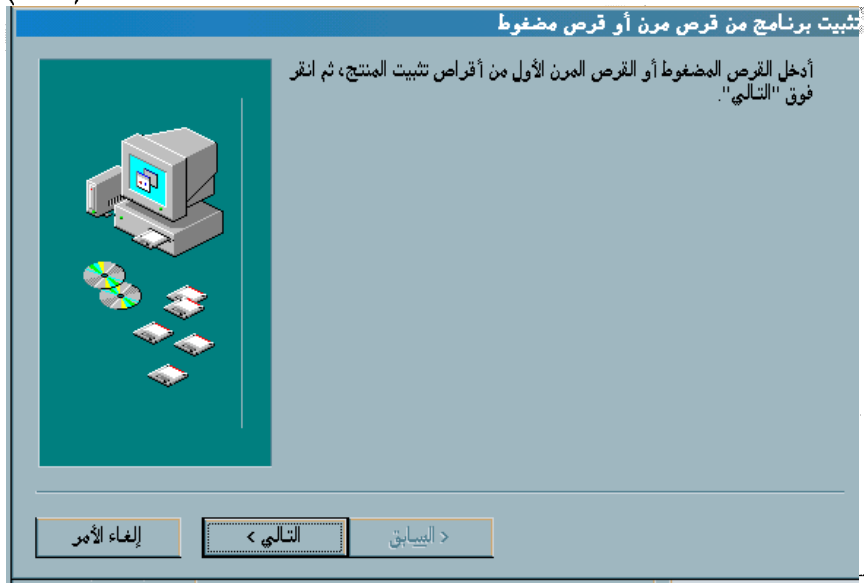 تثبيت برنامج من قرص مرن أو قرص مضغوط
أدخل القرص المضغوط أو القرص المرن الأول من أقراص تثبيت المنتج، ثم انقر
فوق "التالي".
< السابق
التالي >
إلغاء الأمر